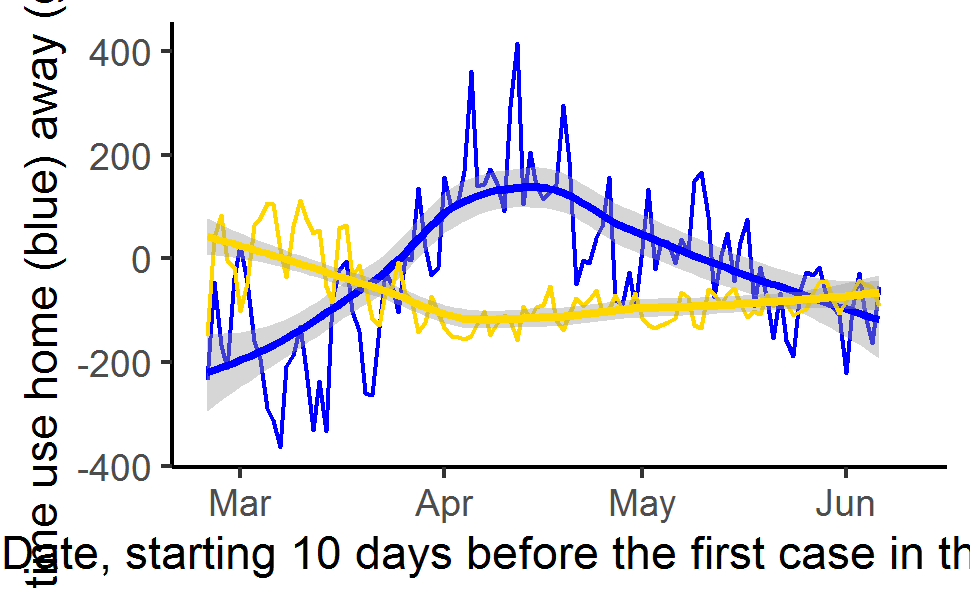 time use home (blue) away (
400
200
0
-200
-400
Mar Apr May Jun
Date, starting 10 days before the first case in th